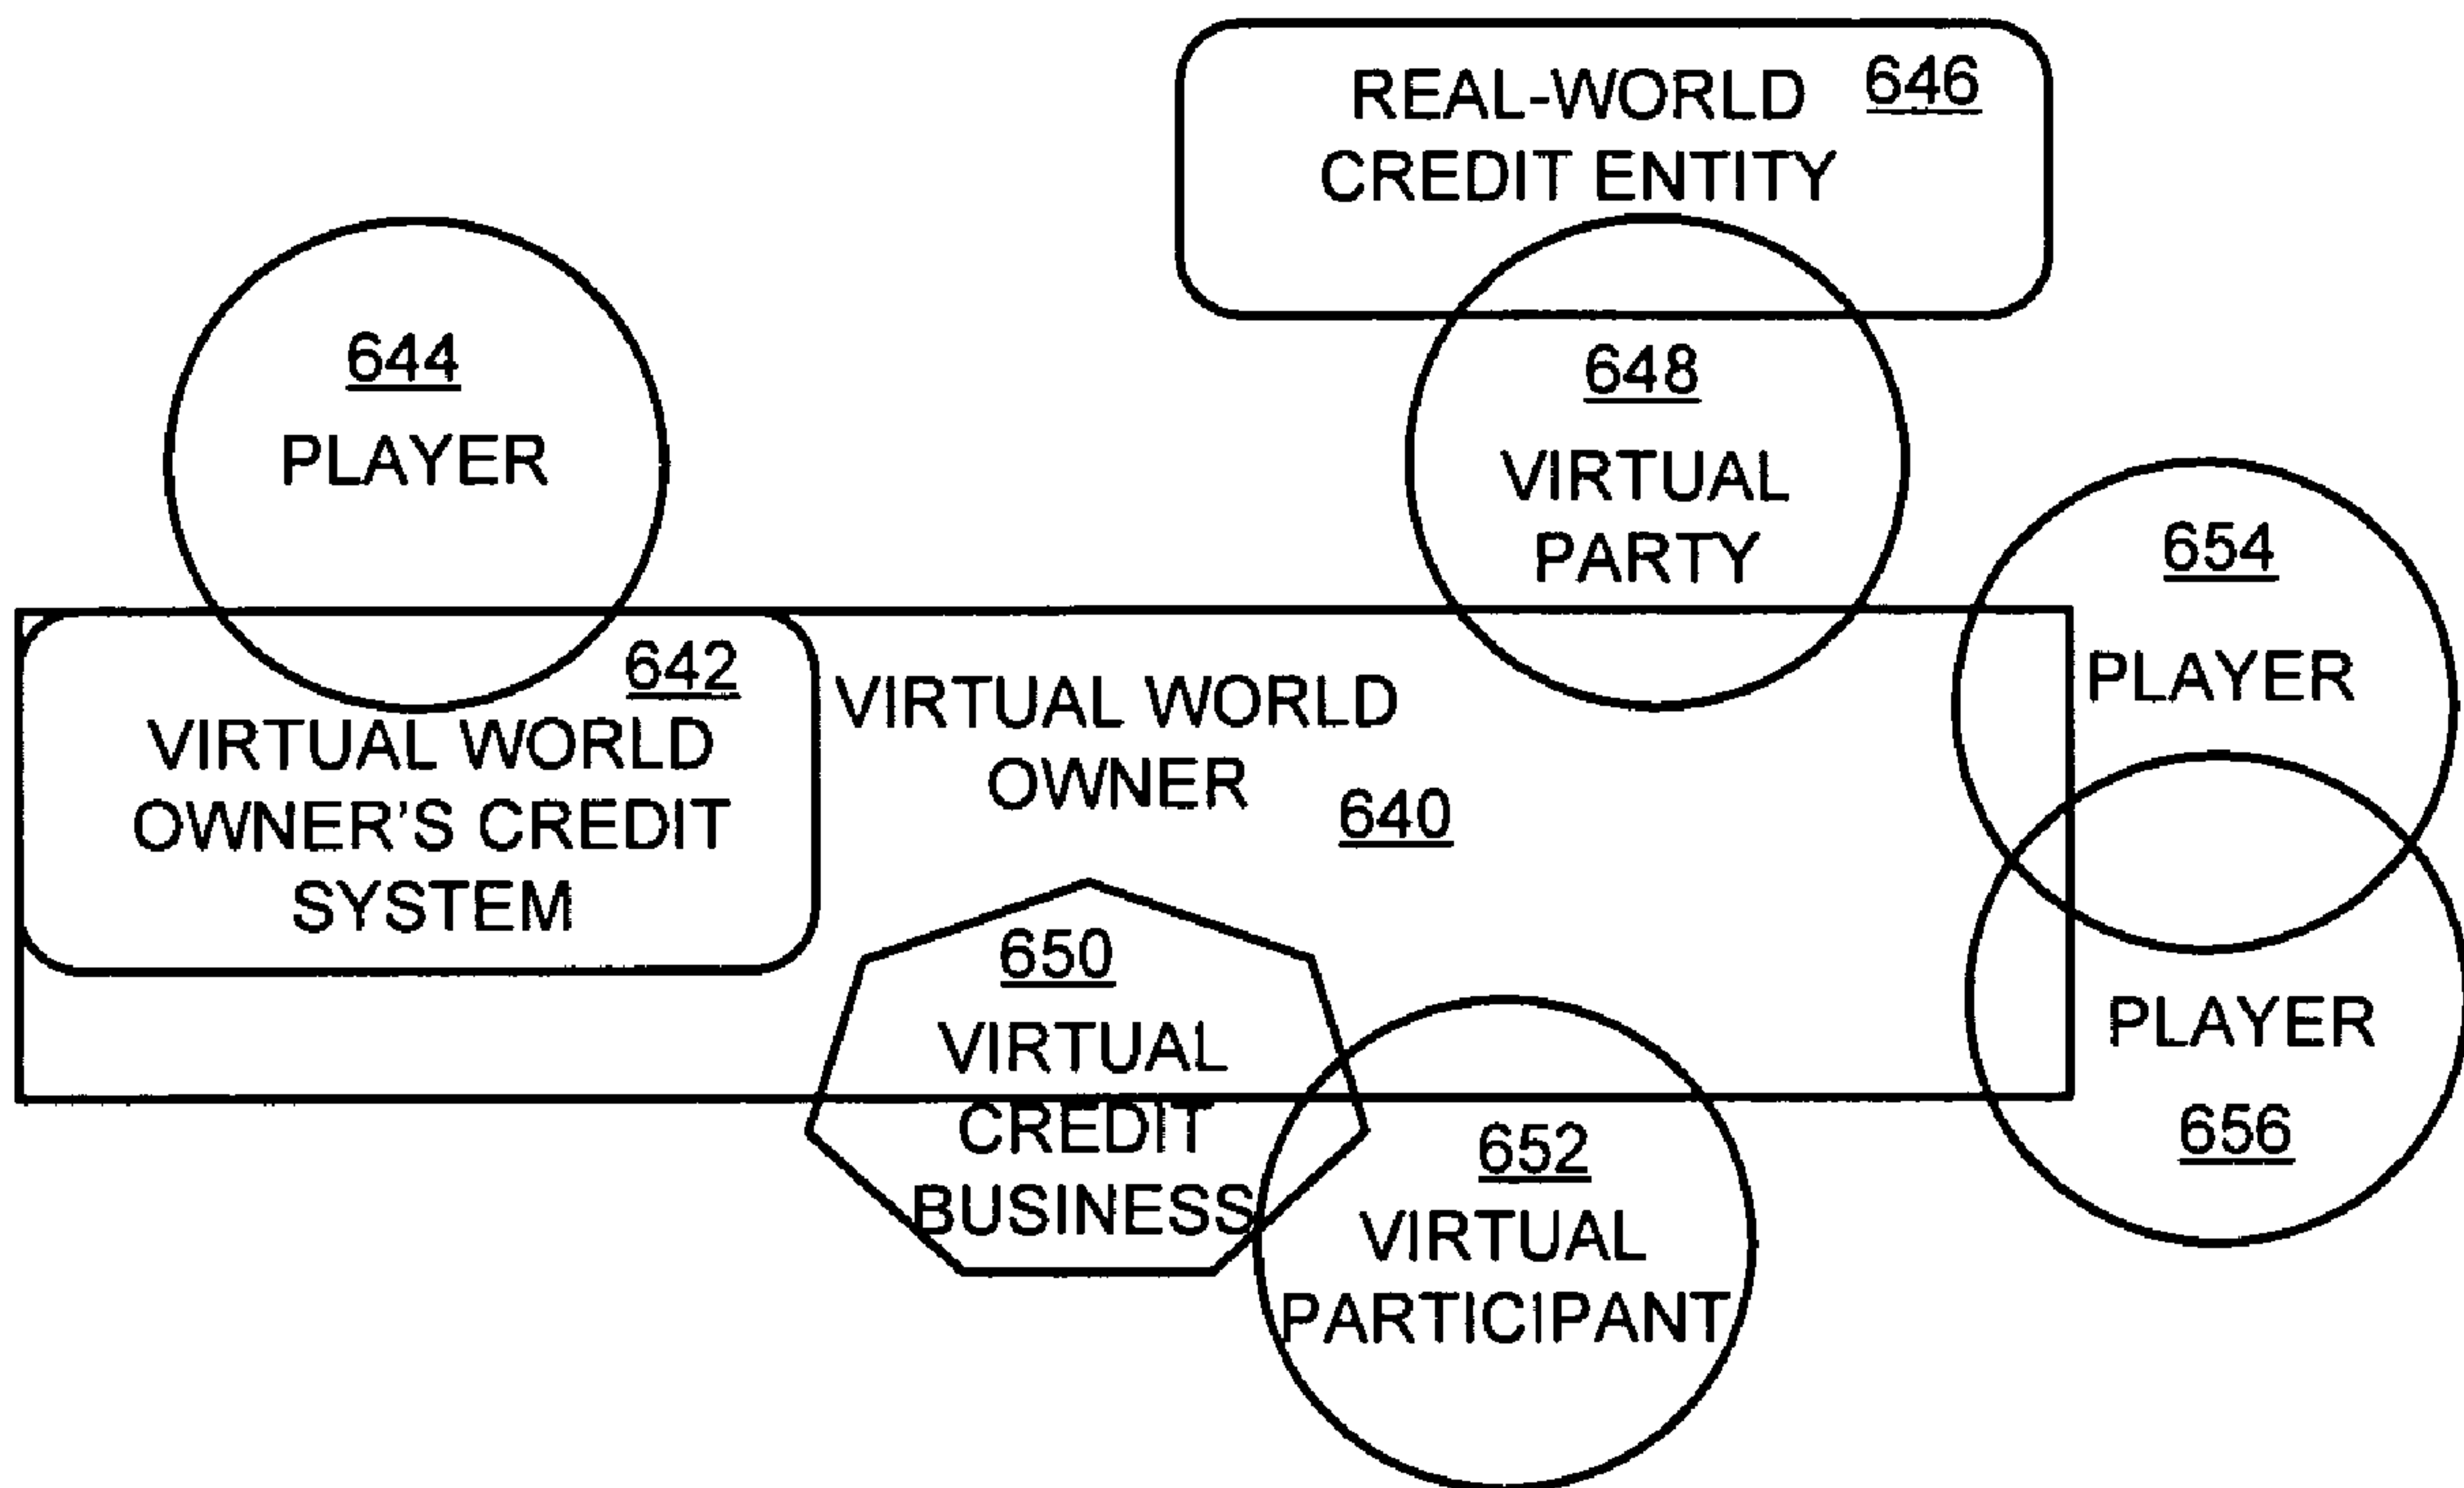 REAL-WORLD 646
CREDIT ENTITY
644
PLAYER
648
VIRTUAL
PARTY
654
PLAYER
642
VIRTUAL WORLD
OWNER'S CREDIT
SYSTEM
VIRTUAL WORLD
OWNER
640
650
VIRTUAL
CREDIT
BUSINESS
652
VIRTUAL
PARTICIPANT
PLAYER
656